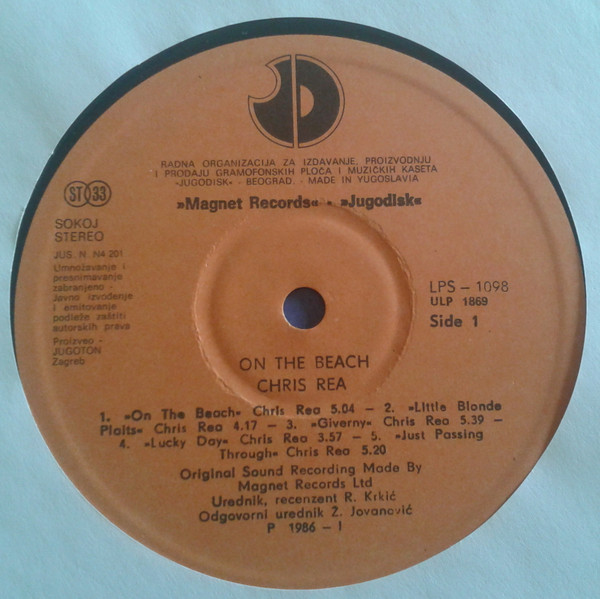 JD
RADNA ORGANIZACIJA ZA IZDAVANJE, PROIZVODNJU
I PRODAJU GRAMOFONSKIH PLOČA I MUZIČKIH KASETA
»JUGODISK« - BEOGRAD. - MADE IN YUGOSLAVIA
»Magnet Records« - »Jugodisk«
ST 33
SOKOJ
STEREO
JUS. N. N4 201
Umnožavanje i
presnimavanje
zabranjeno -
Javno izvođenje
i emitovanje
podleže zaštiti
autorskih prava
Proizveo -
JUGOTON
Zagreb
LPS - 1098
ULP 1869
Side 1
ON THE BEACH
CHRIS REA
1. »On The Beach« Chris Rea 5.04 - 2. »Little Blonde
Plaits« Chris Rea 4.17 - 3. »Giverny« Chris Rea 5.39 -
4. »Lucky Day« Chris Rea 3.57 - 5. »Just Passing
Through« Chris Rea 5.20
Original Sound Recording Made By
Magnet Records Ltd
Urednik, recenzent R. Krkić
Odgovorni urednik Ž. Jovanović
P 1986 - I